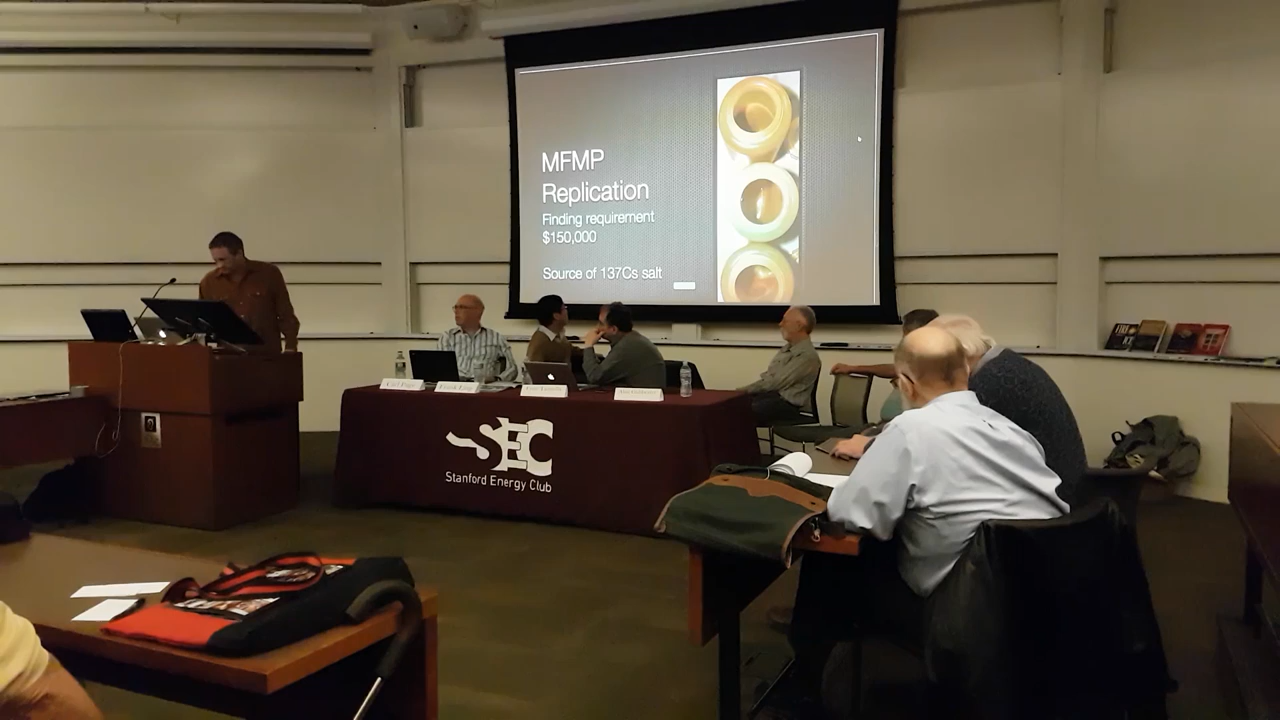 MFMP
Replication
Finding requirement
$150,000
Source of 137Cs salt
SEC
Stanford Energy Club